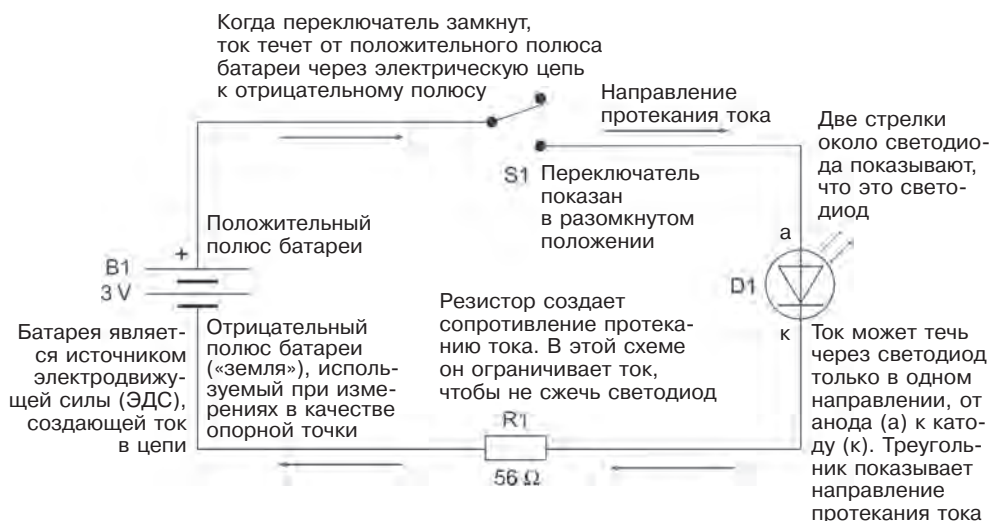 Когда переключатель замкнут,
ток течет от положительного полюса
батареи через электрическую цепь
к отрицательному полюсу
Направление
протекания тока
Две стрелки
около светодио-
да показывают,
что это свето-
диод
S1
Переключатель
показан
в разомкнутом
положении
Положительный
полюс батареи
+
B1
3 V
а
D1
к
Батарея являет-
ся источником
электродвижу-
щей силы (ЭДС),
создающей ток
в цепи
Отрицательный
полюс батареи
(«земля»), исполь-
зуемый при изме-
рениях в качестве
опорной точки
Резистор создает
сопротивление протека-
нию тока. В этой схеме
он ограничивает ток,
чтобы не сжечь светодиод
R1
56 Ω
Ток может течь
через светодиод
только в одном
направлении, от
анода (а) к като-
ду (к). Треуголь-
ник показывает
направление
протекания тока